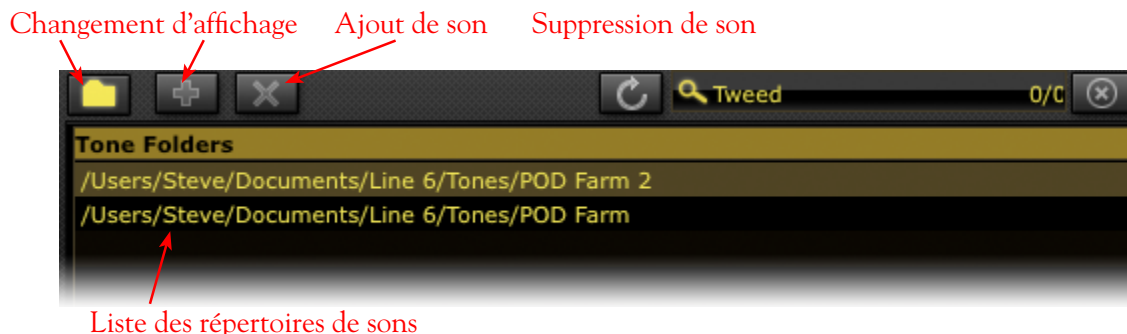 Changement d'affichage Ajout de son Suppression de son
Tweed 0/0
Tone Folders
/Users/Steve/Documents/Line 6/Tones/POD Farm 2
/Users/Steve/Documents/Line 6/Tones/POD Farm
Liste des répertoires de sons